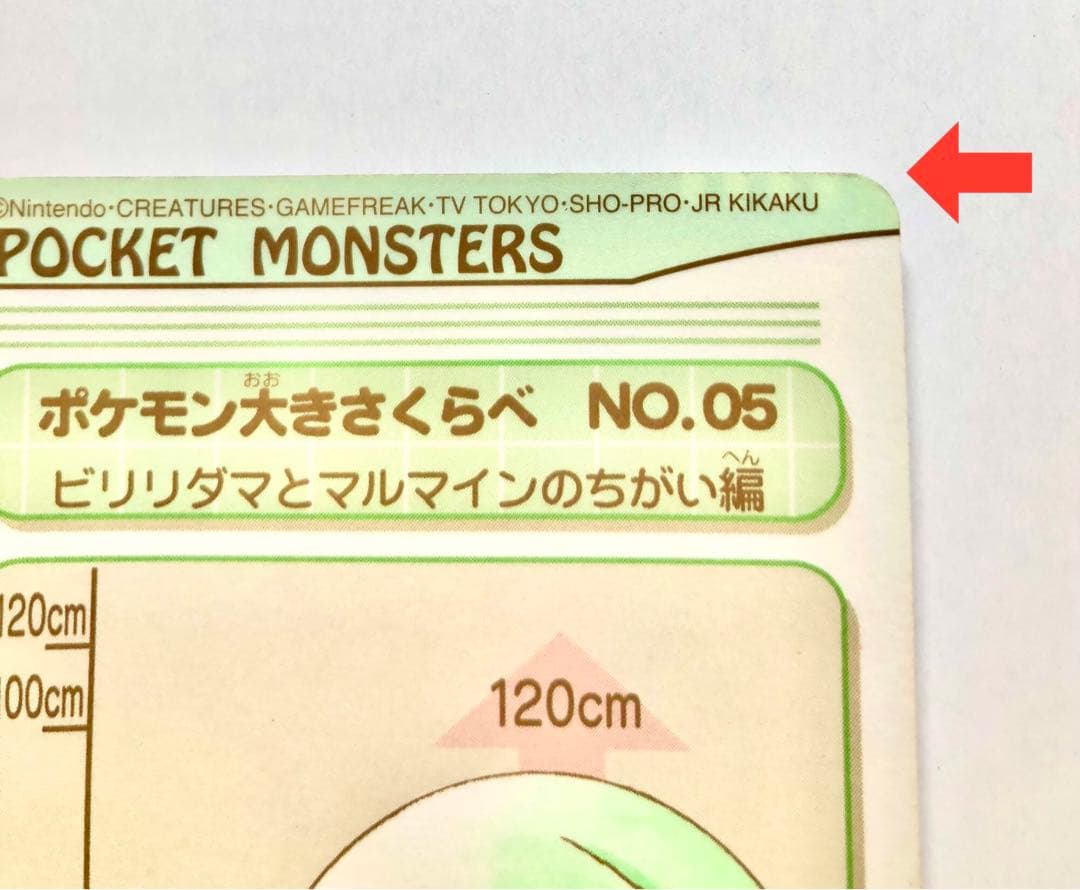 ©Nintendo·CREATURES·GAMEFREAK·TV TOKYO·SHO-PRO·JR KIKAKU
POCKET MONSTERS
おお
ポケモン大きさくらべ NO.05
へん
ビリリダマとマルマインのちがい編
120cm
100cm
120cm